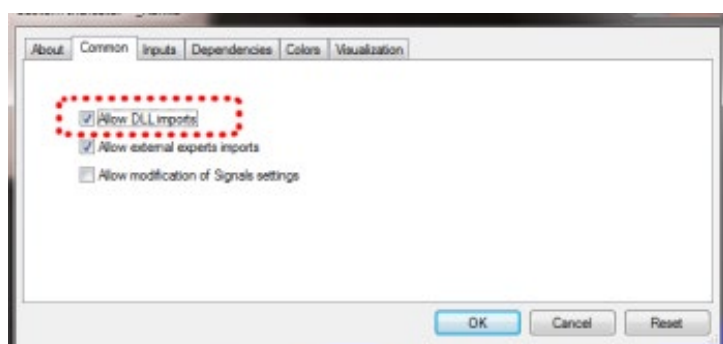 About Common Inputs Dependencies Colors Visualization
Allow DLL imports
Allow external experts imports
Allow modification of Signals settings
OK Cancel Reset